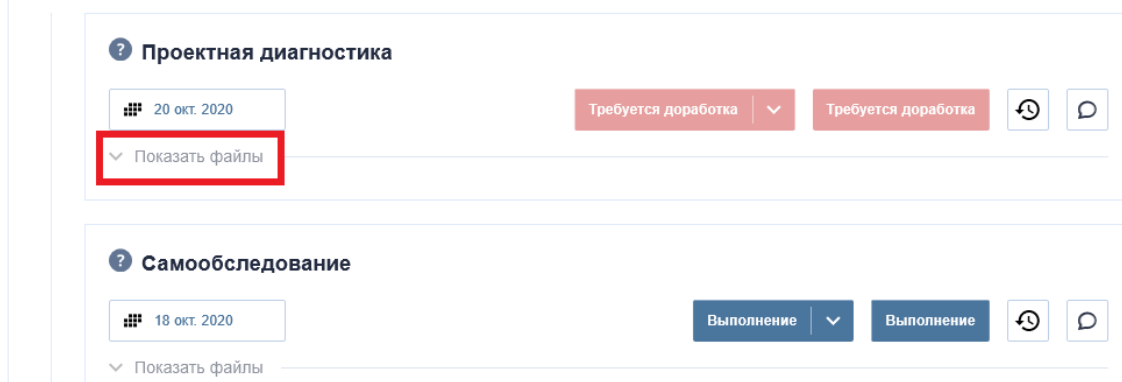 ? Проектная диагностика
20 окт. 2020
Требуется доработка
Требуется доработка
Показать файлы
? Самообследование
18 окт. 2020
Выполнение
Выполнение
Показать файлы